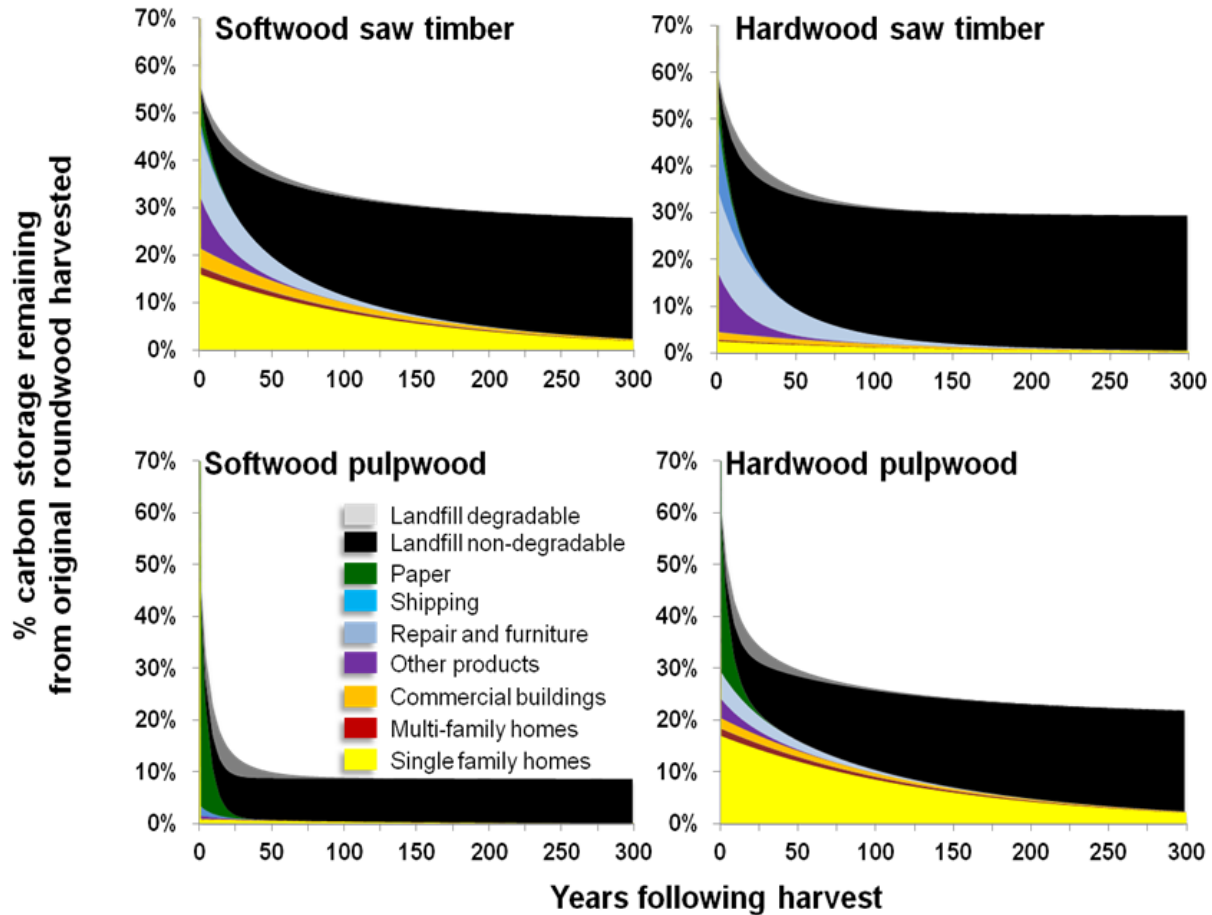 % carbon storage remaining
from original roundwood harvested
Softwood saw timber
70%
60%
50%
40%
30%
20%
10%
0%
0 50 100 150 200 250 300
Hardwood saw timber
70%
60%
50%
40%
30%
20%
10%
0%
0 50 100 150 200 250 300
Softwood pulpwood
70%
60%
50%
40%
30%
20%
10%
0%
Landfill degradable
Landfill non-degradable
Paper
Shipping
Repair and furniture
Other products
Commercial buildings
Multi-family homes
Single family homes
0 50 100 150 200 250 300
Hardwood pulpwood
70%
60%
50%
40%
30%
20%
10%
0%
0 50 100 150 200 250 300
Years following harvest